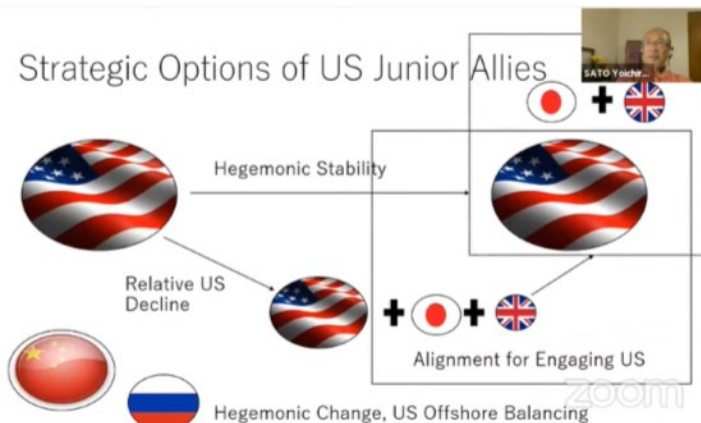 Strategic Options of US Junior Allies
SATO Yoichir...
Hegemonic Stability
Relative US
Decline
Alignment for Engaging US
zoom
Hegemonic Change, US Offshore Balancing